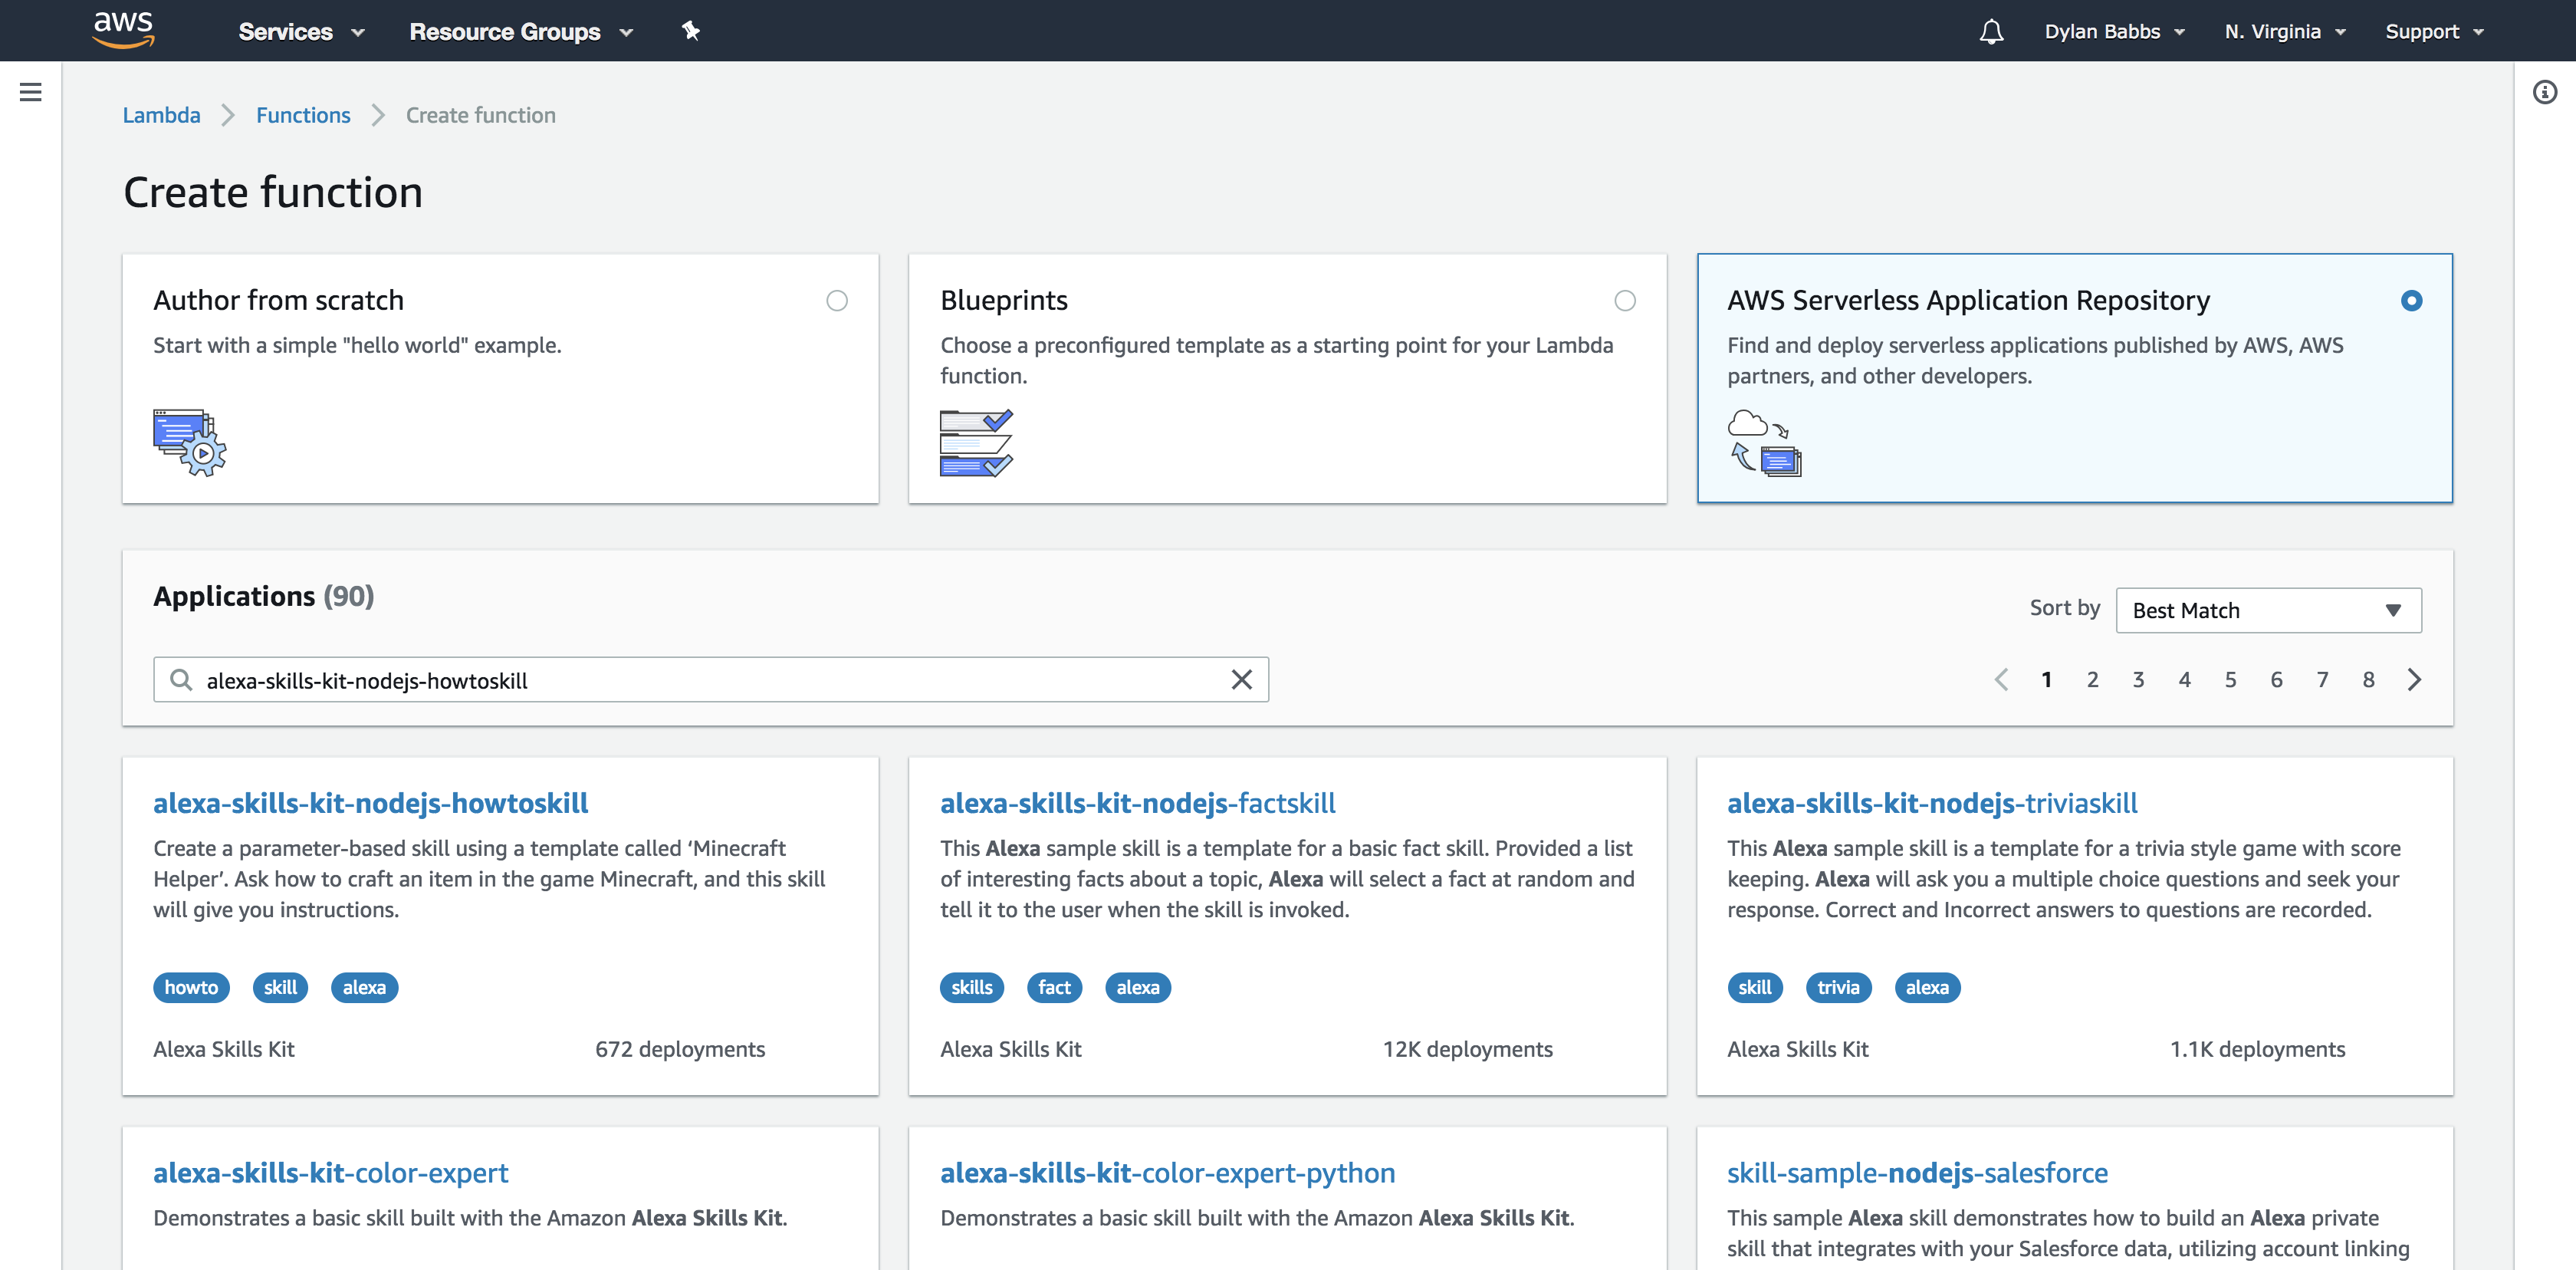 aws
Services
Resource Groups
Dylan Babbs
N. Virginia
Support
Lambda
Functions
Create function
Create function
Author from scratch
Start with a simple "hello world" example.
Blueprints
Choose a preconfigured template as a starting point for your Lambda
function.
AWS Serverless Application Repository
Find and deploy serverless applications published by AWS, AWS
partners, and other developers.
Applications (90)
Sort by
Best Match
alexa-skills-kit-nodejs-howtoskill
1 2 3 4 5 6 7 8
alexa-skills-kit-nodejs-howtoskill
Create a parameter-based skill using a template called ‘Minecraft
Helper’. Ask how to craft an item in the game Minecraft, and this skill
will give you instructions.
howto skill alexa
Alexa Skills Kit
672 deployments
alexa-skills-kit-nodejs-factskill
This Alexa sample skill is a template for a basic fact skill. Provided a list
of interesting facts about a topic, Alexa will select a fact at random and
tell it to the user when the skill is invoked.
skills fact alexa
Alexa Skills Kit
12K deployments
alexa-skills-kit-nodejs-triviaskill
This Alexa sample skill is a template for a trivia style game with score
keeping. Alexa will ask you a multiple choice questions and seek your
response. Correct and Incorrect answers to questions are recorded.
skill trivia alexa
Alexa Skills Kit
1.1K deployments
alexa-skills-kit-color-expert
Demonstrates a basic skill built with the Amazon Alexa Skills Kit.
alexa-skills-kit-color-expert-python
Demonstrates a basic skill built with the Amazon Alexa Skills Kit.
skill-sample-nodejs-salesforce
This sample Alexa skill demonstrates how to build an Alexa private
skill that integrates with your Salesforce data, utilizing account linking